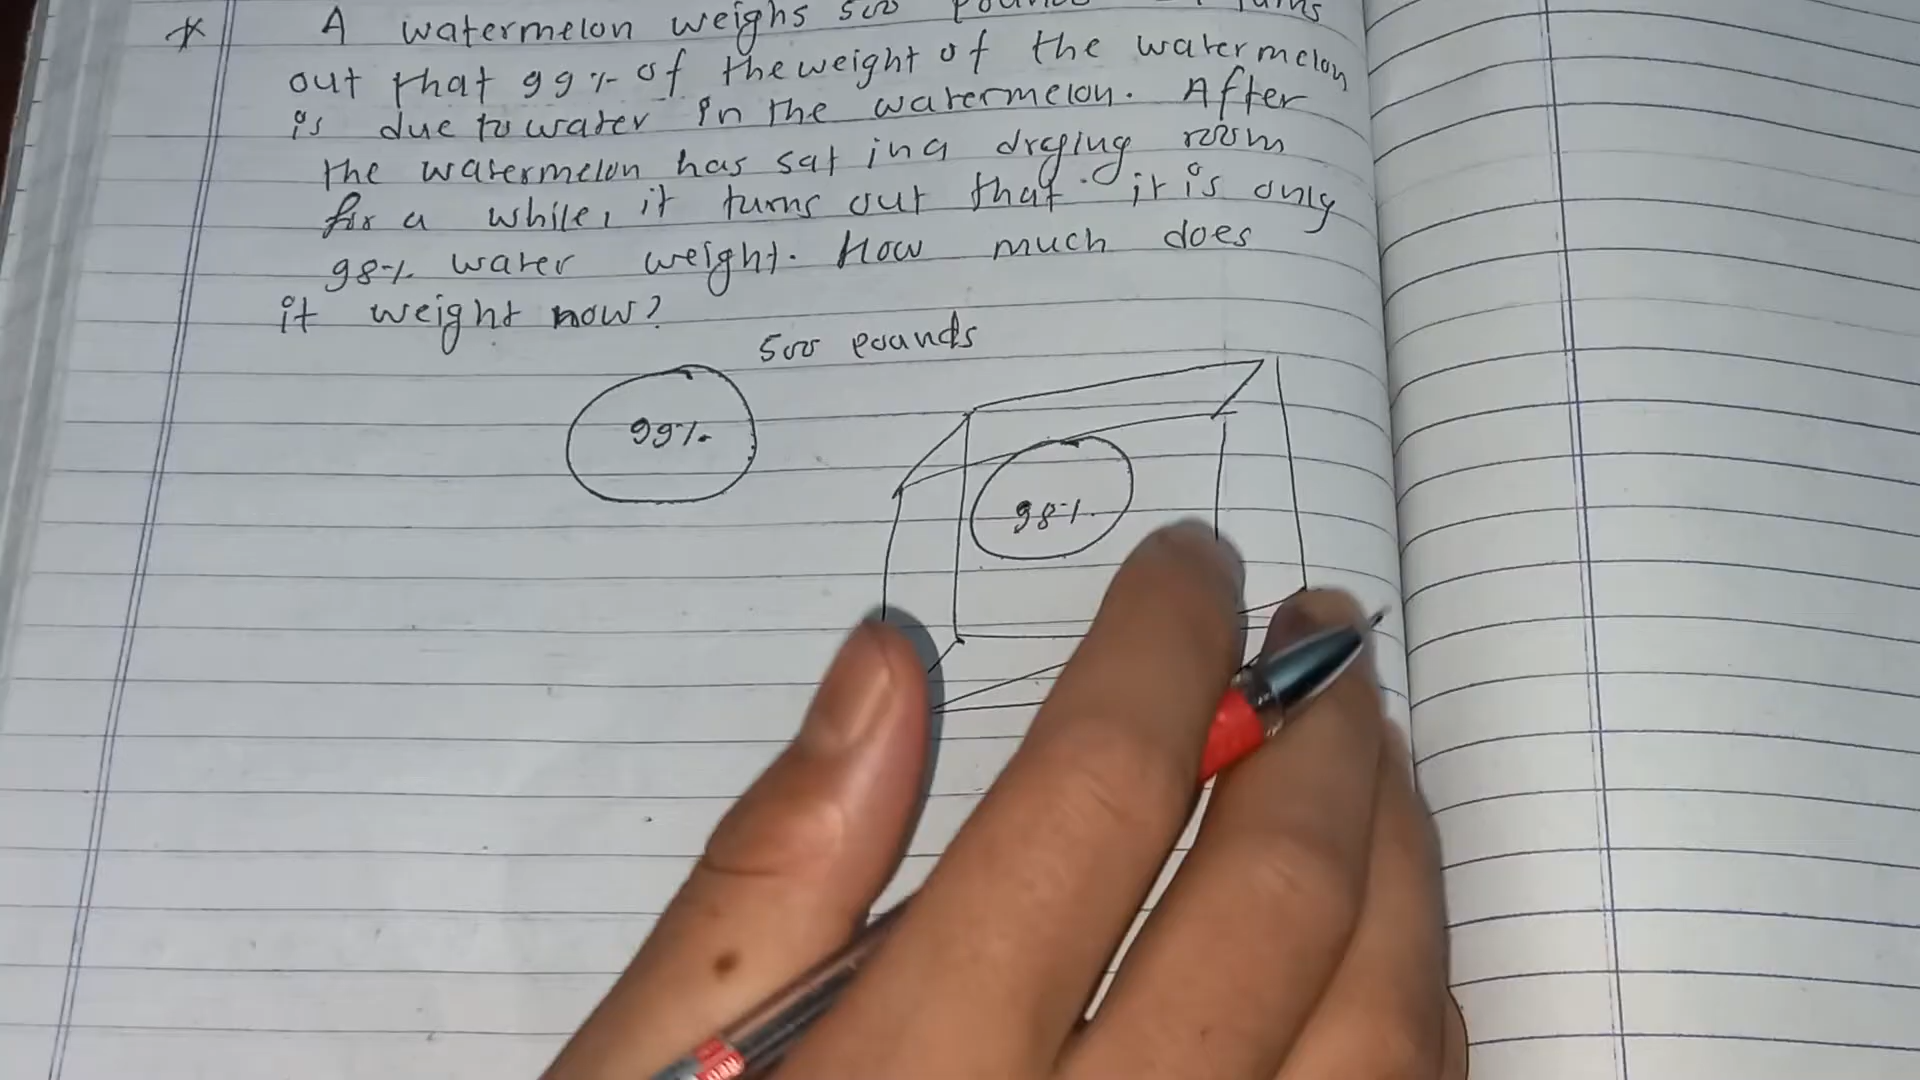 A watermelon weighs 500 pounds
out that 99% of the weight of the watermelon
is due to water in the watermelon. After
the watermelon has sat in a drying room
for a while, it turns out that it is only
98% water weight. How much does
it weight now?
500 pounds
99%
98%